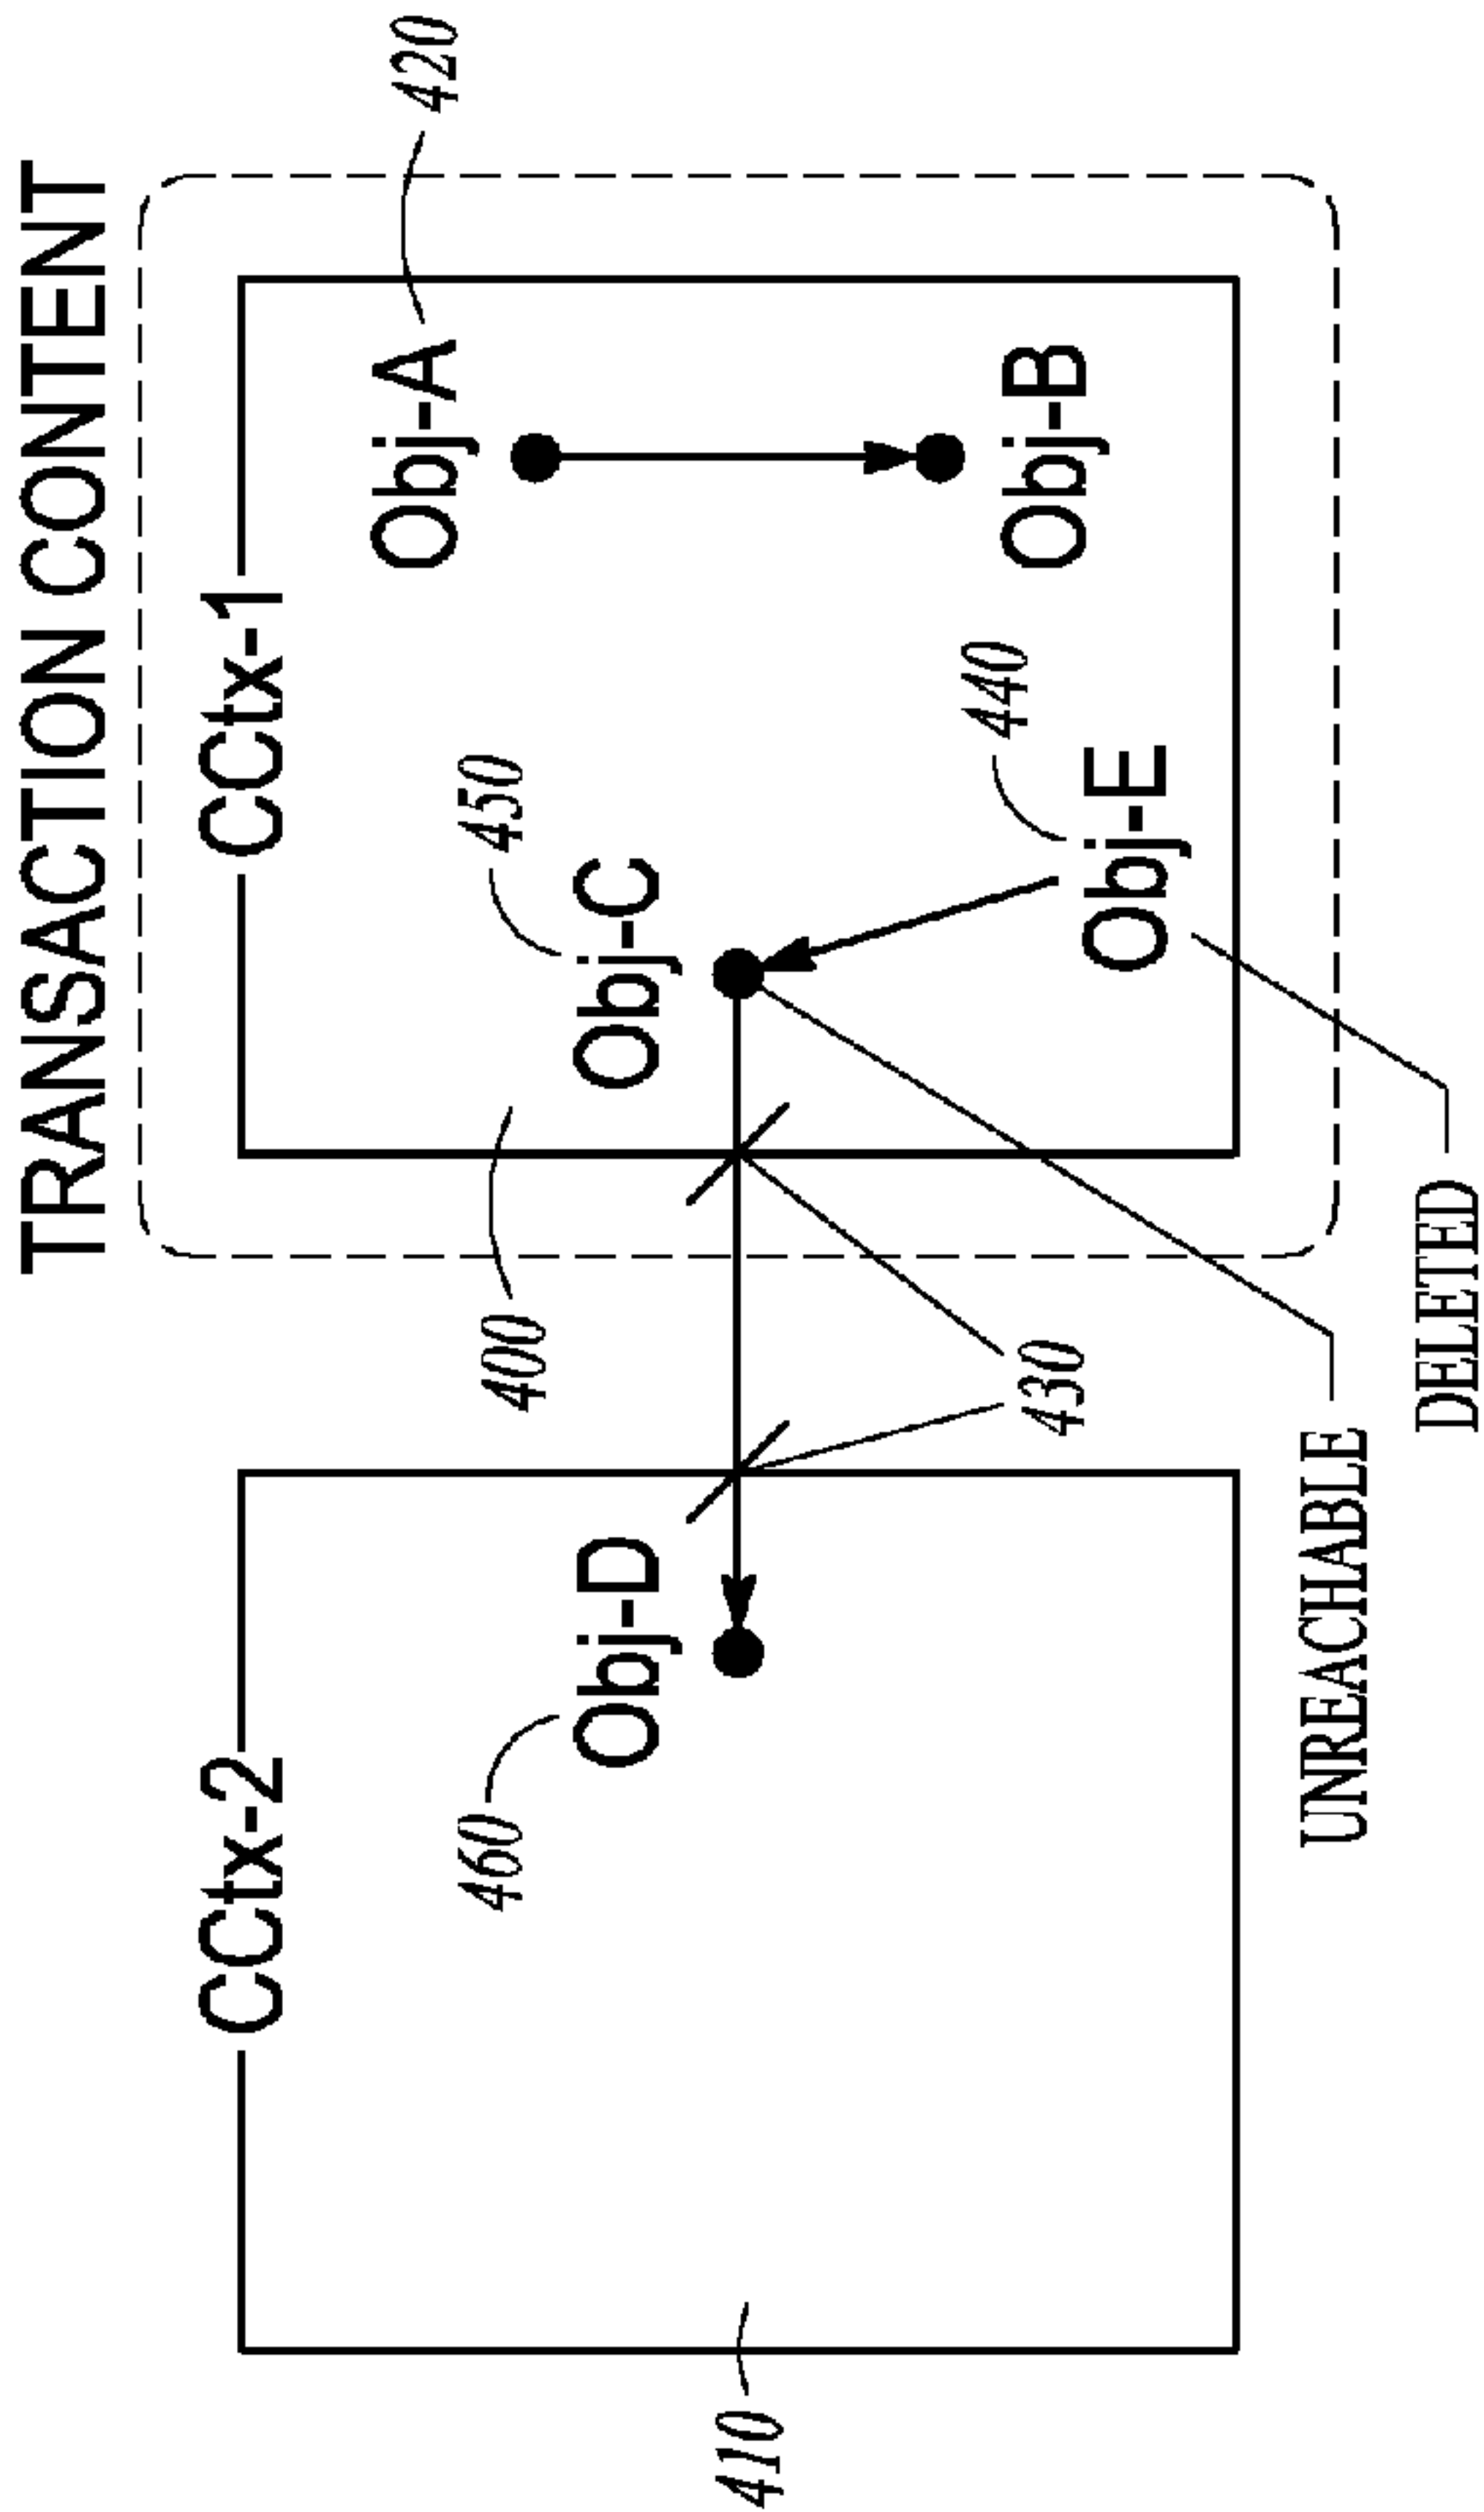 TRANSACTION CONTENT
CCtx-2
CCtx-1
420
Obj-A
460
400
450
Obj-D
Obj-C
410
430
440
Obj-B
Obj-E
UNREACHABLE
DELETED